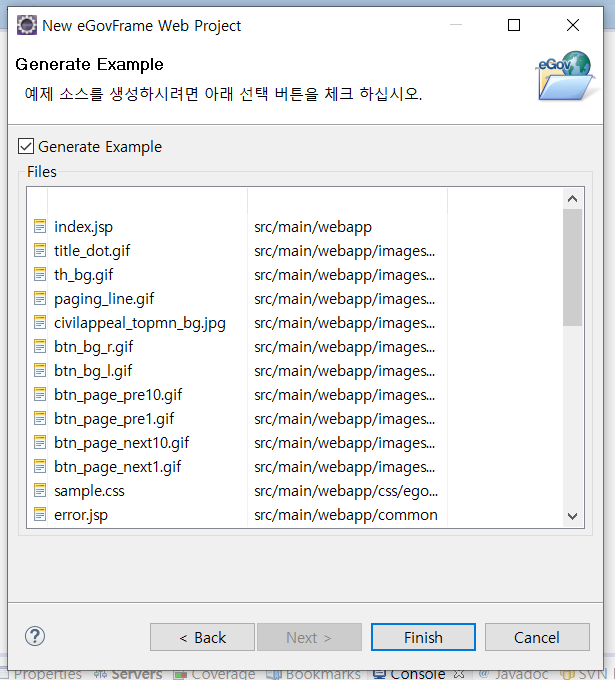 New eGovFrame Web Project
Generate Example
eGov
예제 소스를 생성하시려면 아래 선택 버튼을 체크 하십시오.
Generate Example
Files
index.jsp src/main/webapp
title_dot.gif src/main/webapp/images...
th_bg.gif src/main/webapp/images...
paging_line.gif src/main/webapp/images...
civilappeal_topmn_bg.jpg src/main/webapp/images...
btn_bg_r.gif src/main/webapp/images...
btn_bg_l.gif src/main/webapp/images...
btn_page_pre10.gif src/main/webapp/images...
btn_page_pre1.gif src/main/webapp/images...
btn_page_next10.gif src/main/webapp/images...
btn_page_next1.gif src/main/webapp/images...
sample.css src/main/webapp/css/ego...
error.jsp src/main/webapp/common
? < Back Next > Finish Cancel
Properties Servers Coverage Bookmarks Console Javadoc SVN